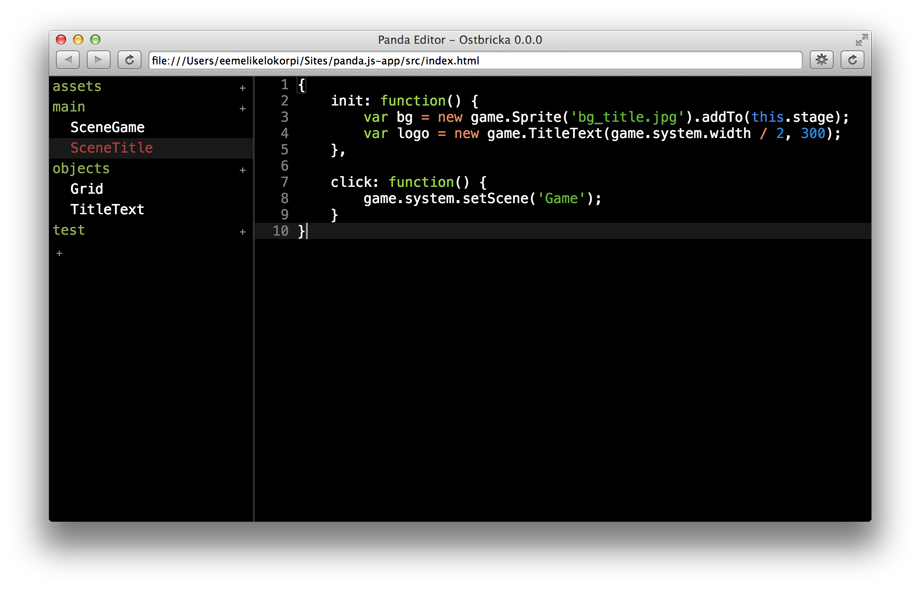 Panda Editor – Ostbricka 0.0.0
file:///Users/eemelikelokorpi/Sites/panda.js-app/src/index.html
assets +
main +
SceneGame
SceneTitle
objects +
Grid
TitleText
test +
+
1 {
2     init: function() {
3         var bg = new game.Sprite('bg_title.jpg').addTo(this.stage);
4         var logo = new game.TitleText(game.system.width / 2, 300);
5     },
6
7     click: function() {
8         game.system.setScene('Game');
9     }
10 }